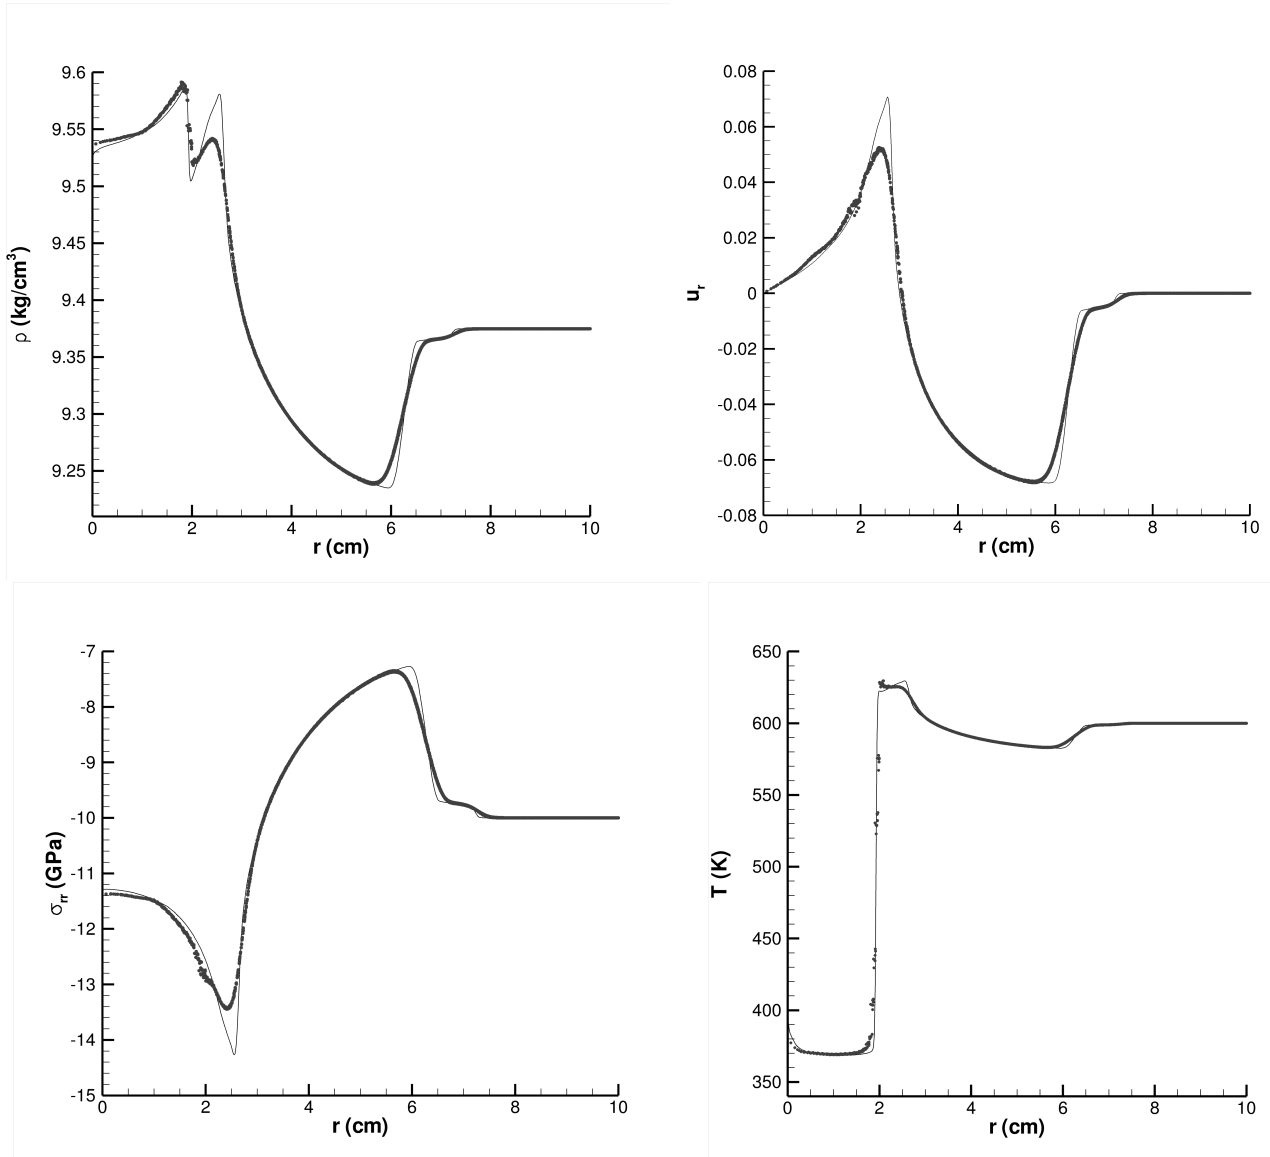 9.6
9.55
9.5
9.45
9.4
9.35
9.3
9.25
ρ (kg/cm³)
0 2 4 6 8 10
r (cm)
0.08
0.06
0.04
0.02
0
-0.02
-0.04
-0.06
-0.08
u_r
0 2 4 6 8 10
r (cm)
-7
-8
-9
-10
-11
-12
-13
-14
-15
σ_rr (GPa)
0 2 4 6 8 10
r (cm)
650
600
550
500
450
400
350
T (K)
0 2 4 6 8 10
r (cm)